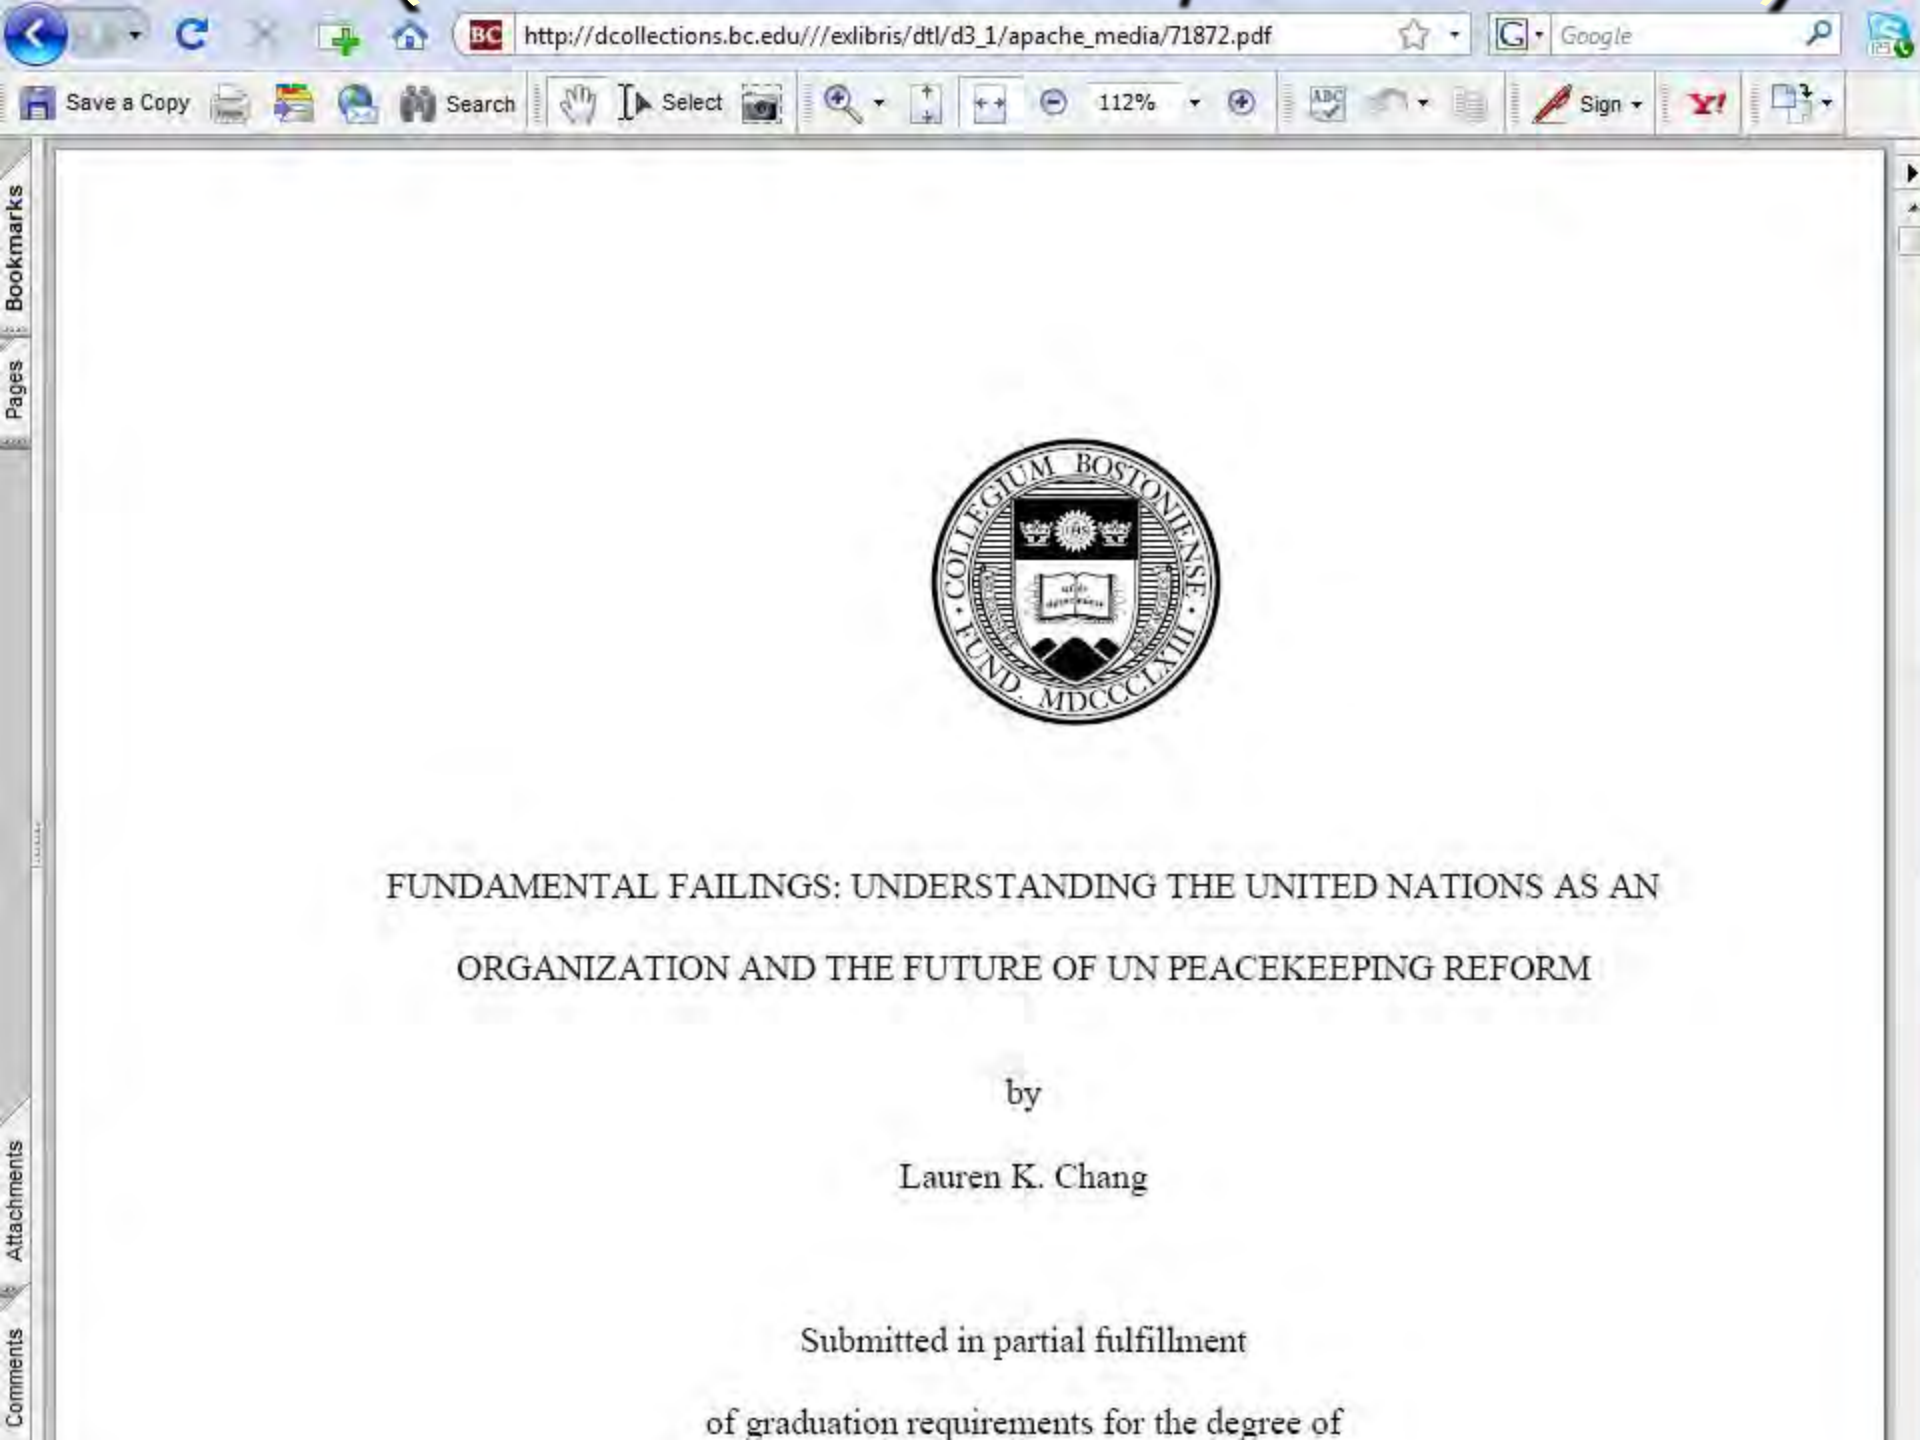 http://dcollections.bc.edu///exlibris/dtl/d3_1/apache_media/71872.pdf
Google
Save a Copy
Search
Select
112%
ABC
Sign
Y!
Bookmarks
Pages
Attachments
Comments
COLLEGIUM BOSTONIENSE
FUND. MDCCCLXIII
IHS
FUNDAMENTAL FAILINGS: UNDERSTANDING THE UNITED NATIONS AS AN
ORGANIZATION AND THE FUTURE OF UN PEACEKEEPING REFORM
by
Lauren K. Chang
Submitted in partial fulfillment
of graduation requirements for the degree of